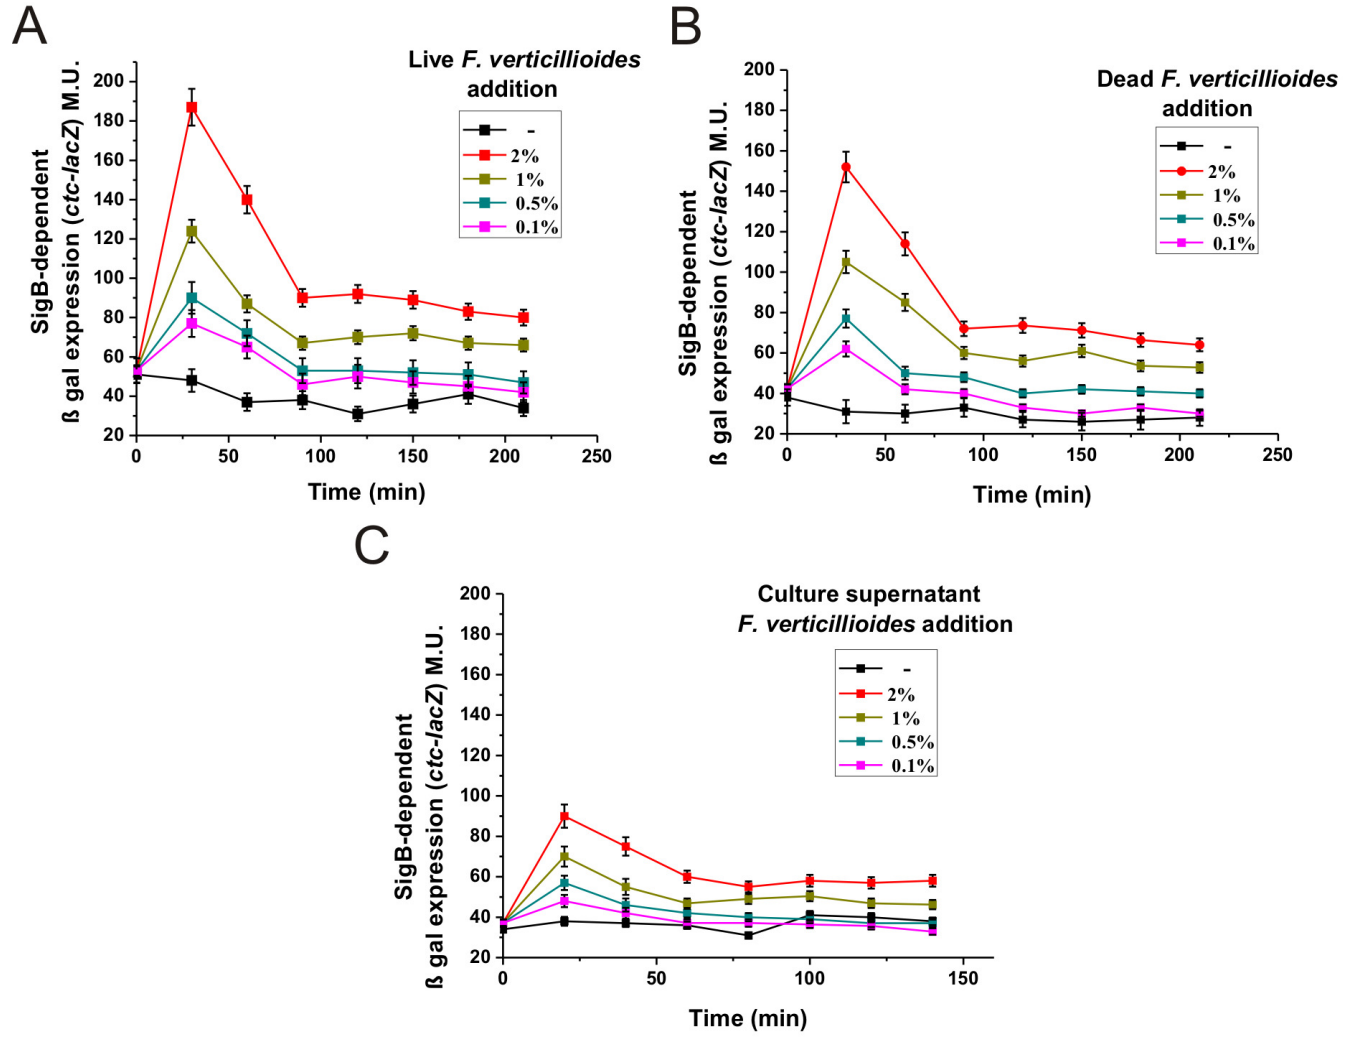 A
Live F. verticillioides
addition
-
2%
1%
0.5%
0.1%
SigB-dependent
ß gal expression (ctc-lacZ) M.U.
200
180
160
140
120
100
80
60
40
20
0 50 100 150 200 250
Time (min)
B
Dead F. verticillioides
addition
-
2%
1%
0.5%
0.1%
SigB-dependent
ß gal expression (ctc-lacZ) M.U.
200
180
160
140
120
100
80
60
40
20
0 50 100 150 200 250
Time (min)
C
Culture supernatant
F. verticillioides addition
-
2%
1%
0.5%
0.1%
SigB-dependent
ß gal expression (ctc-lacZ) M.U.
200
180
160
140
120
100
80
60
40
20
0 50 100 150
Time (min)